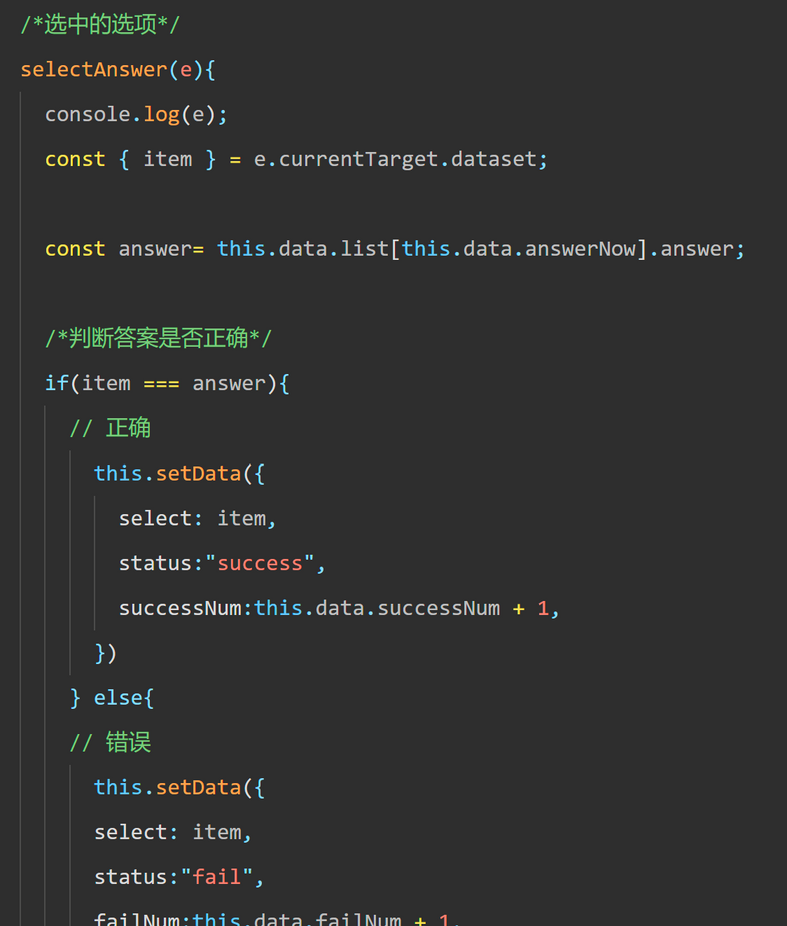 /*选中的选项*/
selectAnswer(e){
console.log(e);
const { item } = e.currentTarget.dataset;
const answer= this.data.list[this.data.answerNow].answer;
/*判断答案是否正确*/
if(item === answer){
// 正确
this.setData({
select: item,
status:"success",
successNum:this.data.successNum + 1,
})
} else{
// 错误
this.setData({
select: item,
status:"fail",
failNum:this.data.failNum + 1,